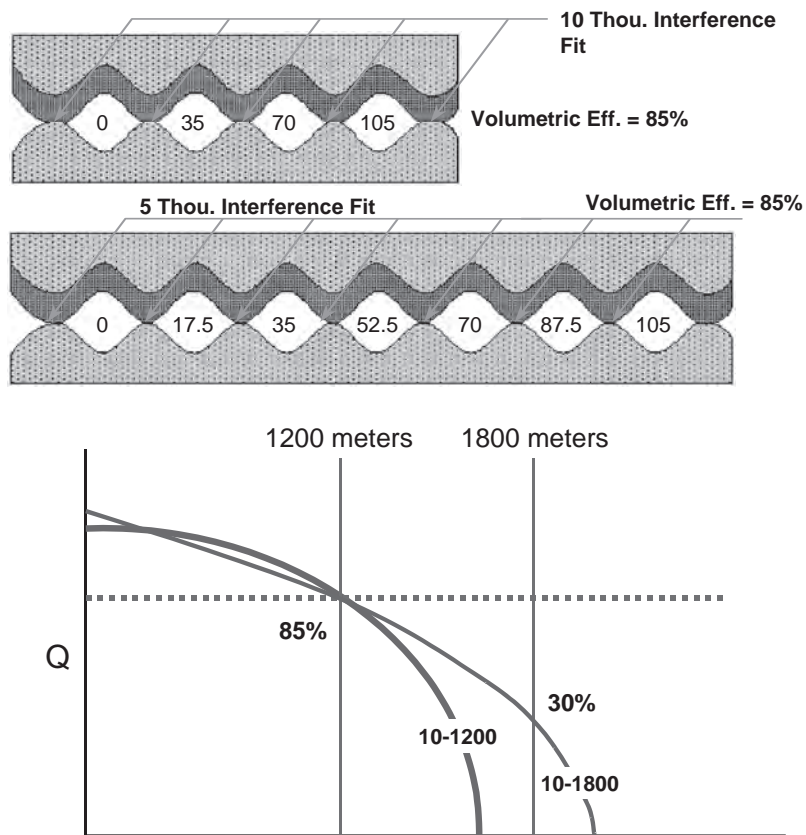 10 Thou. Interference
Fit
0 35 70 105
Volumetric Eff. = 85%
5 Thou. Interference Fit
Volumetric Eff. = 85%
0 17.5 35 52.5 70 87.5 105
1200 meters 1800 meters
85%
Q
30%
10-1200
10-1800